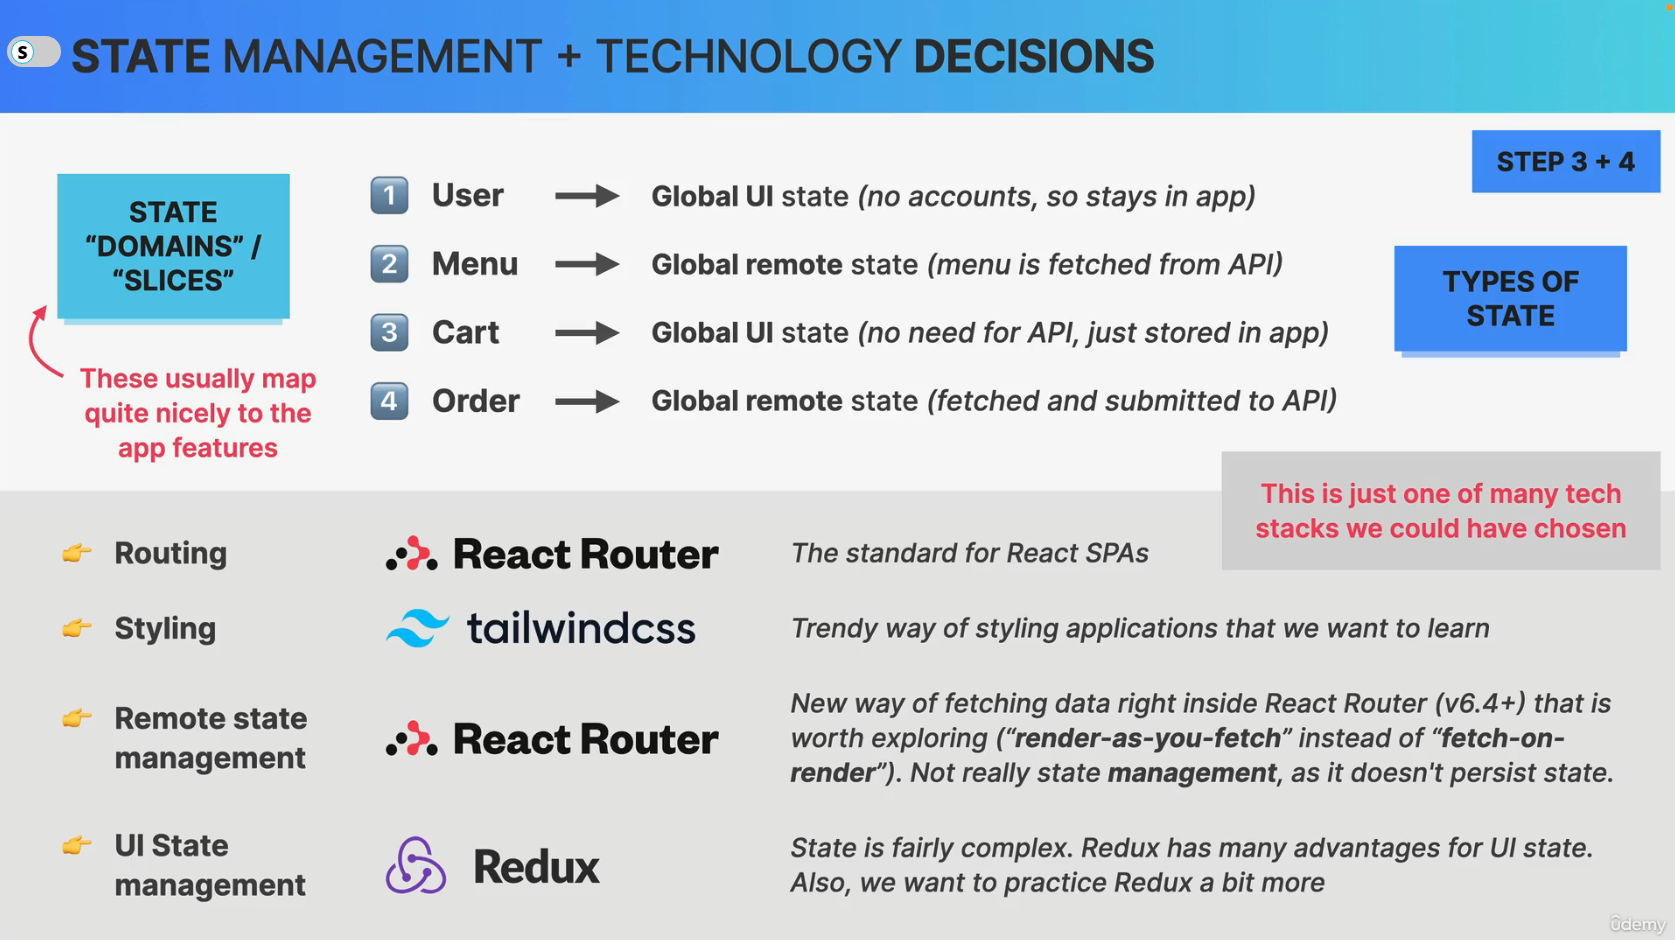 S
STATE MANAGEMENT + TECHNOLOGY DECISIONS
STEP 3 + 4
STATE
“DOMAINS” /
“SLICES”
These usually map
quite nicely to the
app features
1 User → Global UI state (no accounts, so stays in app)
2 Menu → Global remote state (menu is fetched from API)
3 Cart → Global UI state (no need for API, just stored in app)
4 Order → Global remote state (fetched and submitted to API)
TYPES OF
STATE
This is just one of many tech
stacks we could have chosen
👉 Routing React Router The standard for React SPAs
👉 Styling tailwindcss Trendy way of styling applications that we want to learn
👉 Remote state
management
React Router
New way of fetching data right inside React Router (v6.4+) that is
worth exploring (“render-as-you-fetch” instead of “fetch-on-
render”). Not really state management, as it doesn't persist state.
👉 UI State
management
Redux
State is fairly complex. Redux has many advantages for UI state.
Also, we want to practice Redux a bit more
ûdemy